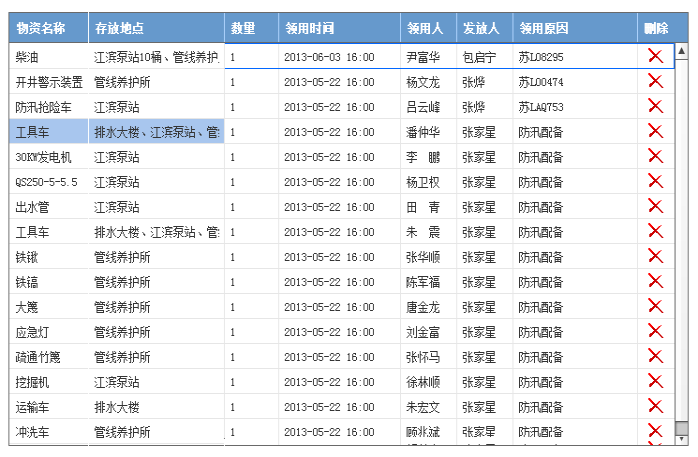 物资名称 存放地点 数量 领用时间 领用人 发放人 领用原因 删除
柴油 江滨泵站10桶、管线养护 1 2013-06-03 16:00 尹富华 包启宁 苏L08295
开井警示装置 管线养护所 1 2013-05-22 16:00 杨文龙 张烨 苏L00474
防汛抢险车 江滨泵站 1 2013-05-22 16:00 吕云峰 张烨 苏LAQ753
工具车 排水大楼、江滨泵站、管 1 2013-05-22 16:00 潘仲华 张家星 防汛配备
30KW发电机 江滨泵站 1 2013-05-22 16:00 李 鹏 张家星 防汛配备
QS250-5-5.5 江滨泵站 1 2013-05-22 16:00 杨卫权 张家星 防汛配备
出水管 江滨泵站 1 2013-05-22 16:00 田 青 张家星 防汛配备
工具车 排水大楼、江滨泵站、管 1 2013-05-22 16:00 朱 震 张家星 防汛配备
铁锹 管线养护所 1 2013-05-22 16:00 张华顺 张家星 防汛配备
铁镐 管线养护所 1 2013-05-22 16:00 陈军福 张家星 防汛配备
大篾 管线养护所 1 2013-05-22 16:00 唐金龙 张家星 防汛配备
应急灯 管线养护所 1 2013-05-22 16:00 刘金富 张家星 防汛配备
疏通竹篾 管线养护所 1 2013-05-22 16:00 张怀马 张家星 防汛配备
挖掘机 江滨泵站 1 2013-05-22 16:00 徐林顺 张家星 防汛配备
运输车 排水大楼 1 2013-05-22 16:00 朱宏文 张家星 防汛配备
冲洗车 管线养护所 1 2013-05-22 16:00 顾兆斌 张家星 防汛配备